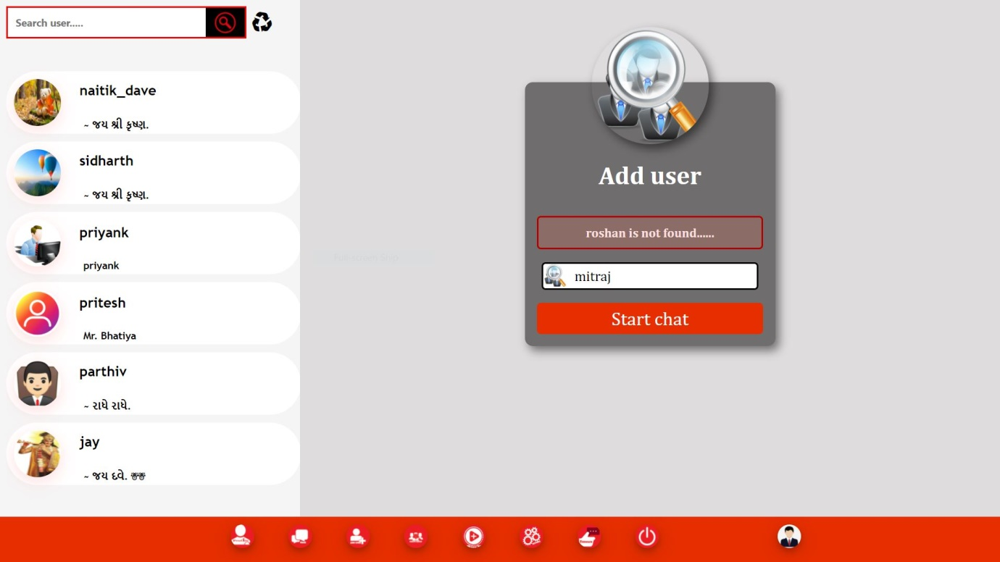 Search user.....
naitik_dave
~ જય શ્રી કૃષ્ણ.
sidharth
~ જય શ્રી કૃષ્ણ.
priyank
priyank
pritesh
Mr. Bhatiya
parthiv
~ રાધે રાધે.
jay
~ જય દવે. 🎊
Add user
roshan is not found......
mitraj
Start chat
Full-screen Snip